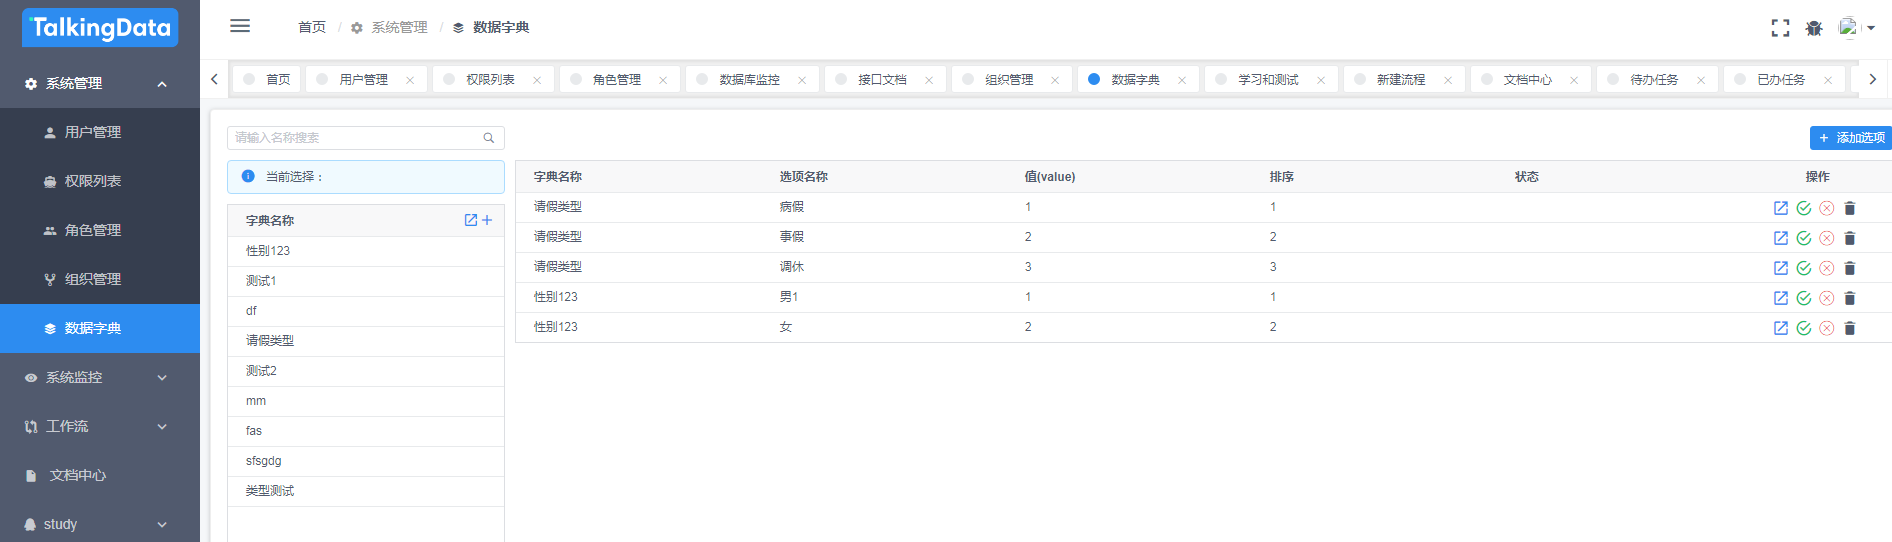 TalkingData
首页 / 系统管理 / 数据字典
首页 用户管理 权限列表 角色管理 数据库监控 接口文档 组织管理 数据字典 学习和测试 新建流程 文档中心 待办任务 已办任务
系统管理
用户管理
权限列表
角色管理
组织管理
数据字典
系统监控
工作流
文档中心
study
请输入名称搜索
当前选择：
字典名称
性别123
测试1
df
请假类型
测试2
mm
fas
sfsgdg
类型测试
+ 添加选项
字典名称 选项名称 值(value) 排序 状态 操作
请假类型 病假 1 1
请假类型 事假 2 2
请假类型 调休 3 3
性别123 男1 1 1
性别123 女 2 2